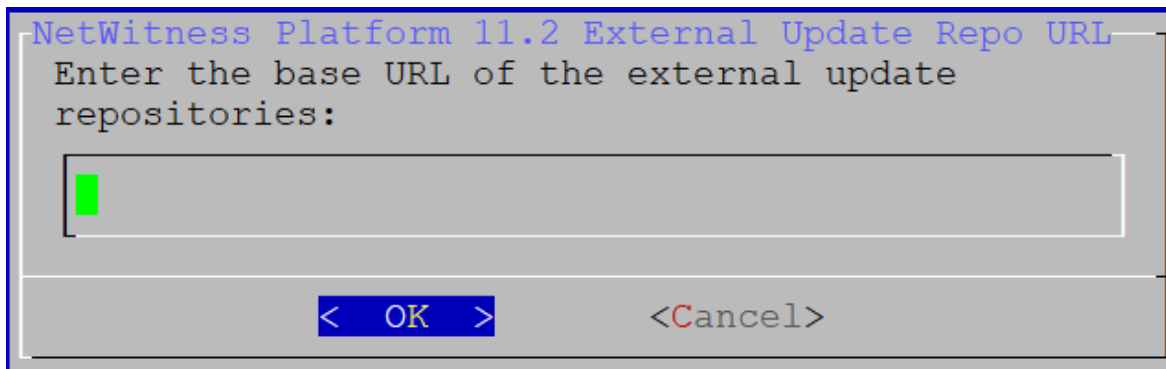 NetWitness Platform 11.2 External Update Repo URL
Enter the base URL of the external update
repositories:
< OK > <Cancel>